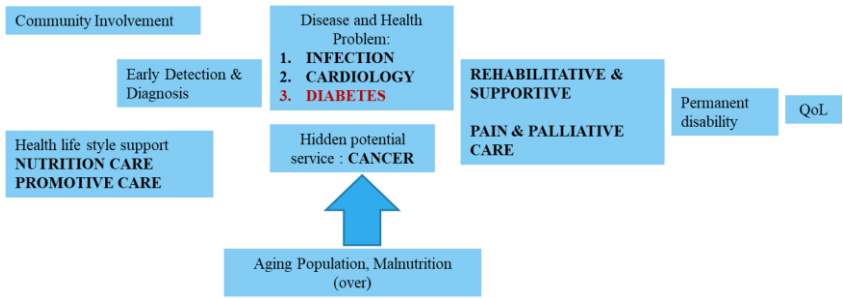 Community Involvement
Early Detection &
Diagnosis
Health life style support
NUTRITION CARE
PROMOTIVE CARE
Disease and Health
Problem:
1. INFECTION
2. CARDIOLOGY
3. DIABETES
Hidden potential
service : CANCER
Aging Population, Malnutrition
(over)
REHABILITATIVE &
SUPPORTIVE
PAIN & PALLIATIVE
CARE
Permanent
disability
QoL